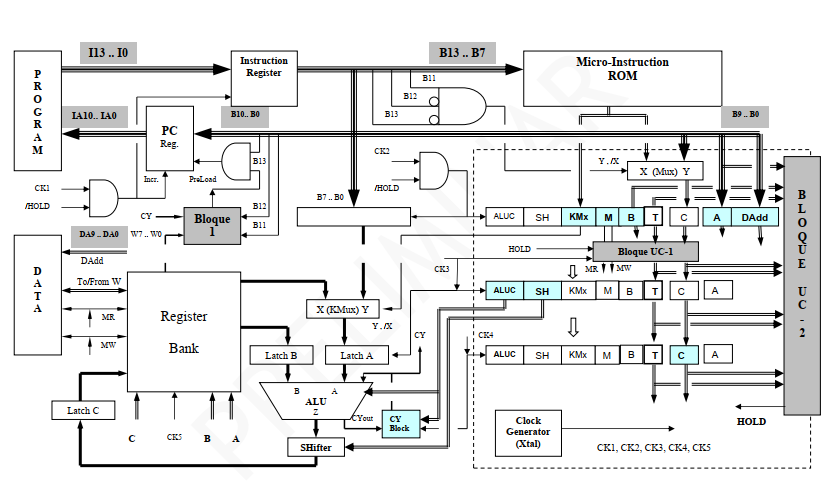 I13 .. I0
B13 .. B7
PROGRAM
Instruction
Register
Micro-Instruction
ROM
B11
B12
B13
IA10.. IA0
B10.. B0
B9 .. B0
PC
Reg.
B13
CK2
/HOLD
Y . /X
X (Mux) Y
Incr.
PreLoad
CK1
/HOLD
B7 .. B0
BLOQUE UC-2
CY
Bloque
1
B12
B11
ALUC SH KMx M B T C A DAdd
DA9 .. DA0
W7 .. W0
HOLD
Bloque UC-1
DAdd
CK3
MR MW
DATA
To/From W
MR
MW
Register
Bank
X (KMux) Y
Y . /X
ALUC SH KMx M B T C A
CY
CK4
Latch B
Latch A
ALUC SH KMx M B T C A
B A
ALU
Z
CYout
CY
Block
Latch C
C
CK5
B
A
SHifter
Clock
Generator
(Xtal)
HOLD
CK1, CK2, CK3, CK4, CK5
PRELIMINAR